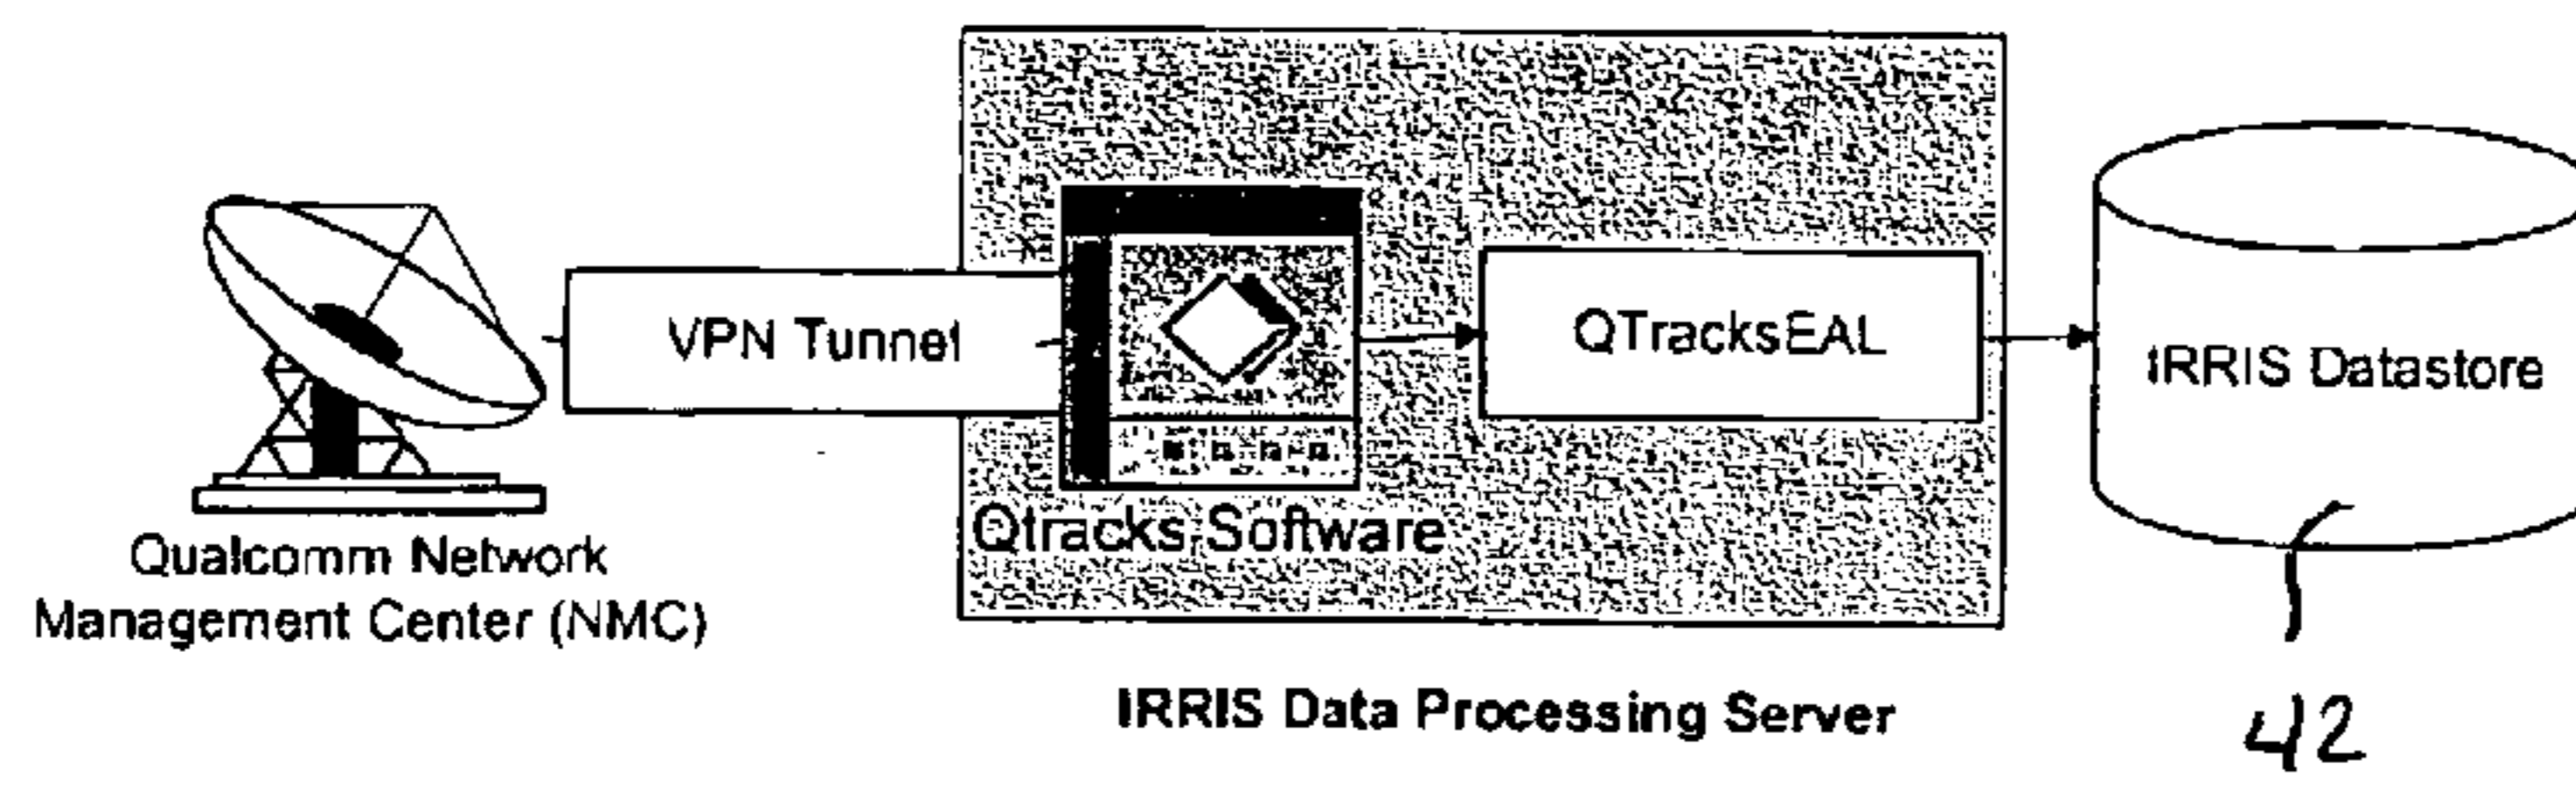 VPN Tunnel
QTracksEAL
IRRIS Datastore
Qtracks Software
Qualcomm Network
Management Center (NMC)
IRRIS Data Processing Server
42